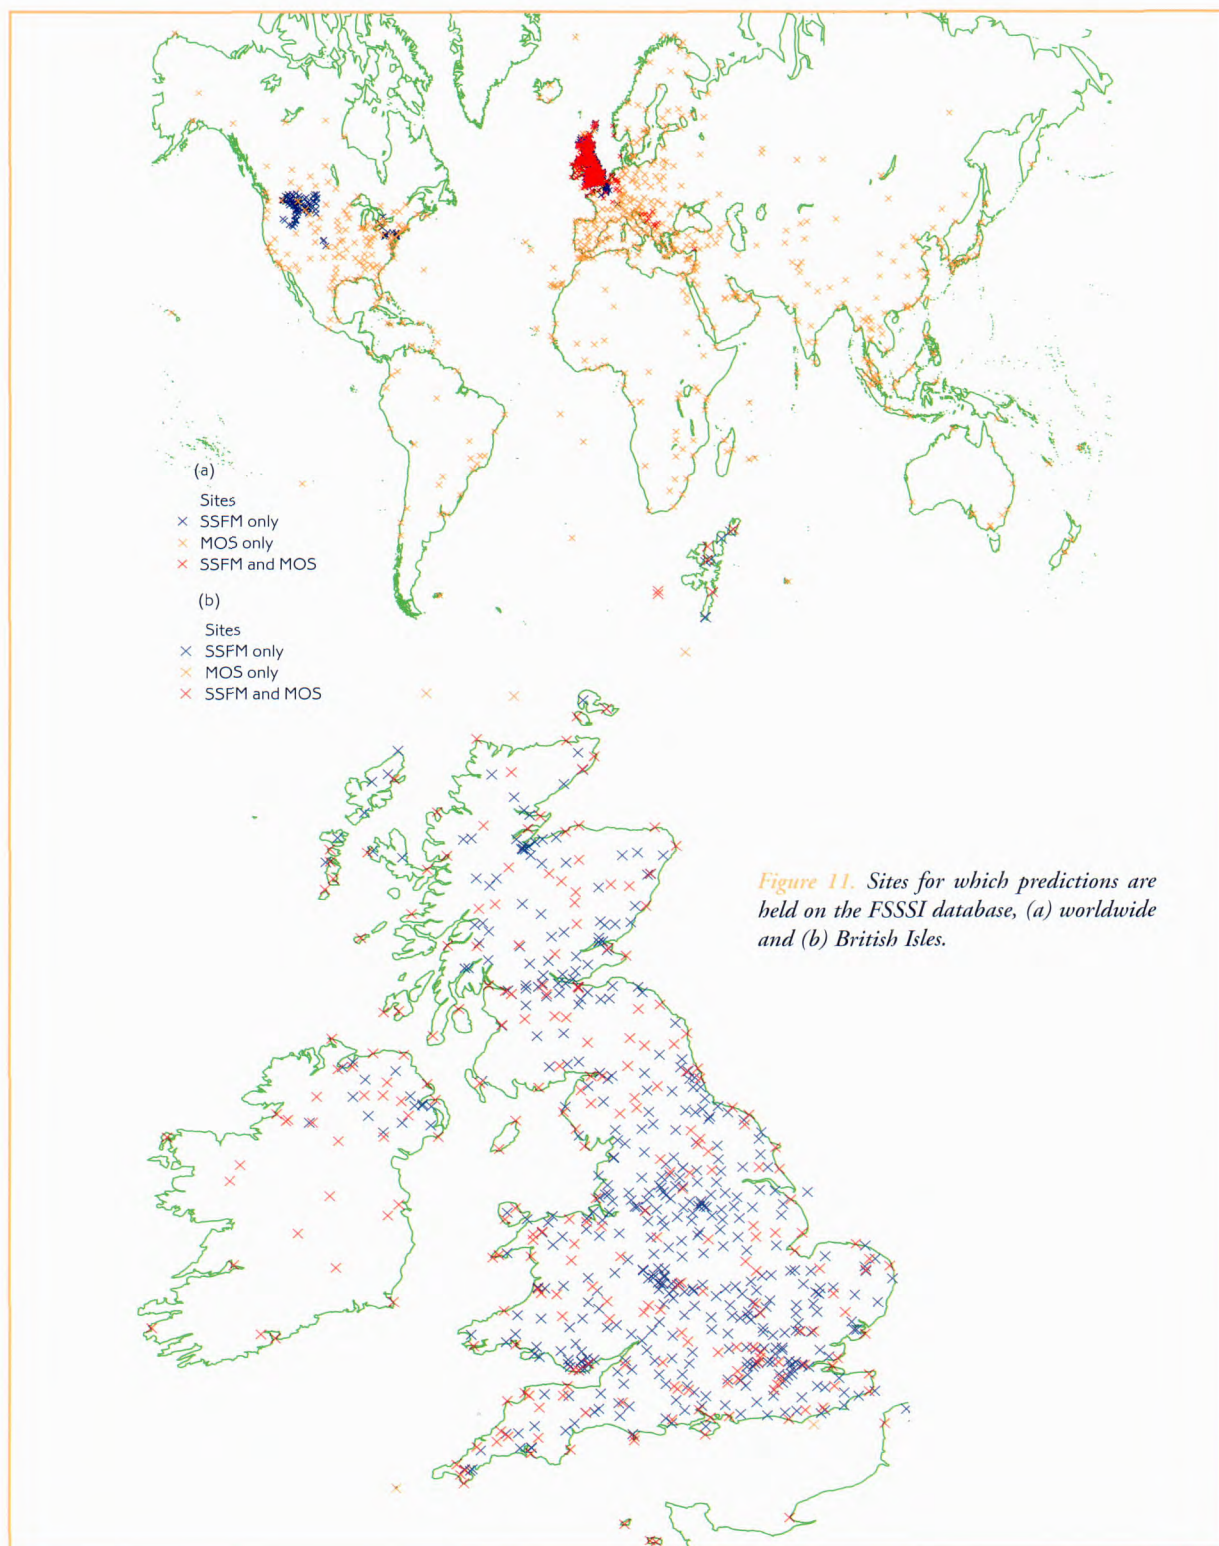 (a)
Sites
× SSFM only
× MOS only
× SSFM and MOS
(b)
Sites
× SSFM only
× MOS only
× SSFM and MOS
Figure 11. Sites for which predictions are
held on the FSSSI database, (a) worldwide
and (b) British Isles.